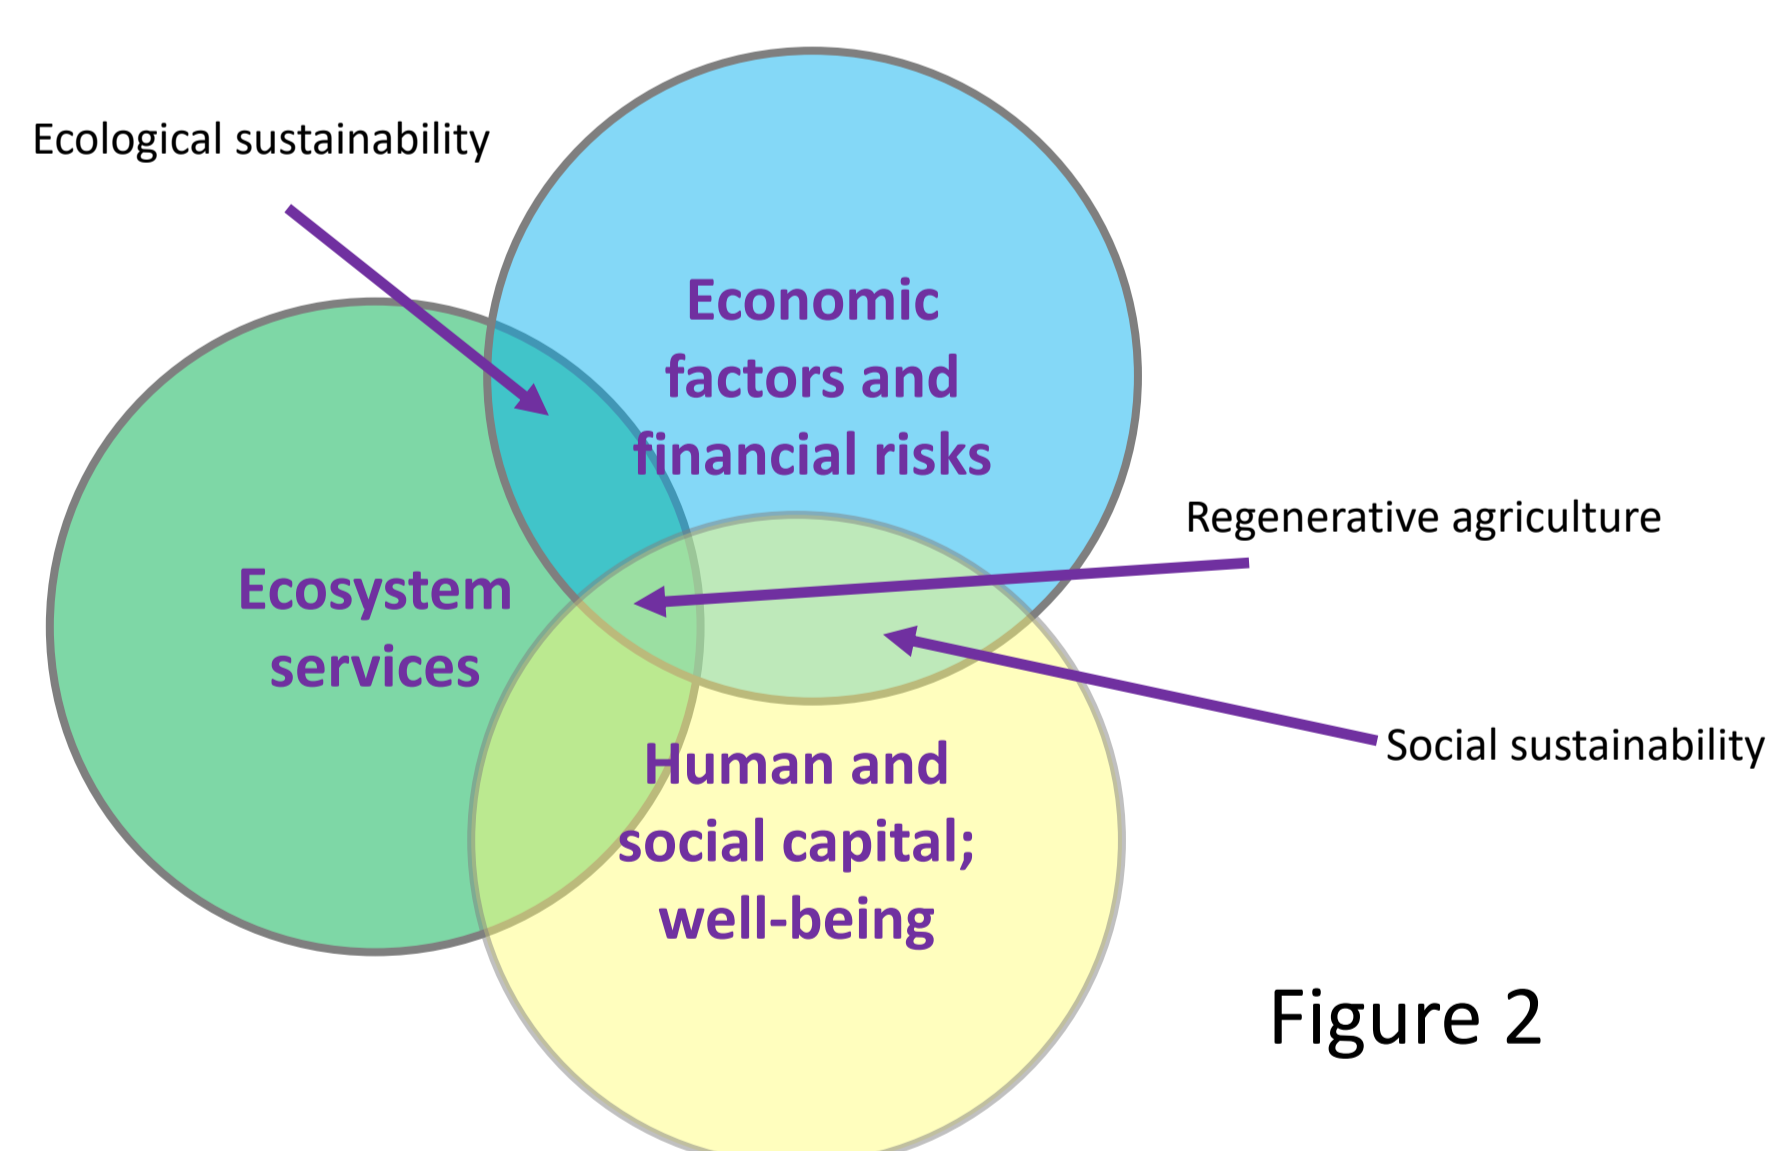 Ecological sustainability
Economic
factors and
financial risks
Regenerative agriculture
Ecosystem
services
Social sustainability
Human and
social capital;
well-being
Figure 2